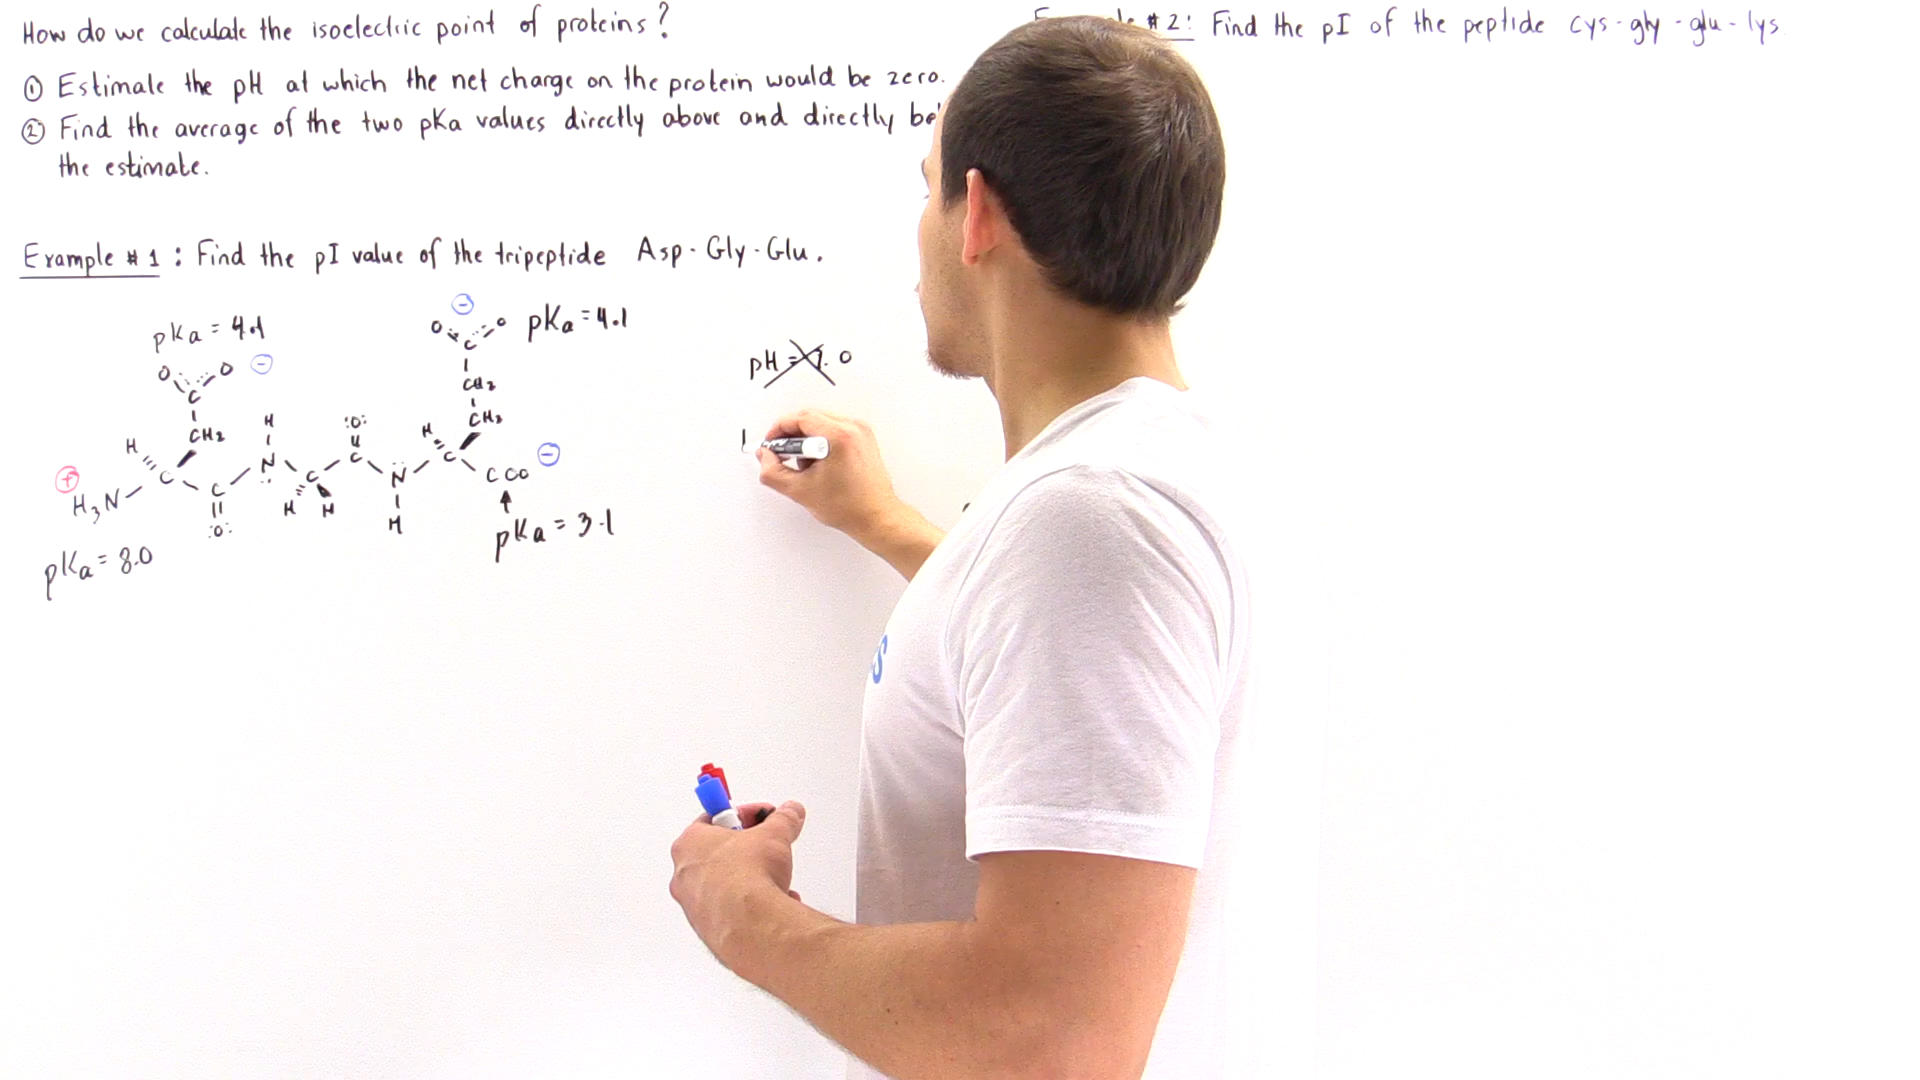 How do we calculate the isoelectric point of proteins?
① Estimate the pH at which the net charge on the protein would be zero.
② Find the average of the two pKa values directly above and directly be
the estimate.
Example #1: Find the pI value of the tripeptide Asp-Gly-Glu.
pKa = 4.1
O O ⊖
C
CH2
H
⊕
H3N
C
C
:O:
pKa = 8.0
H
N
C
H H
:O:
C
N
H
⊖
O O
C
pKa = 4.1
CH2
CH2
H
C
COO ⊖
pKa = 3.1
pH = 7.0
#2: Find the pI of the peptide cys-gly-glu-lys